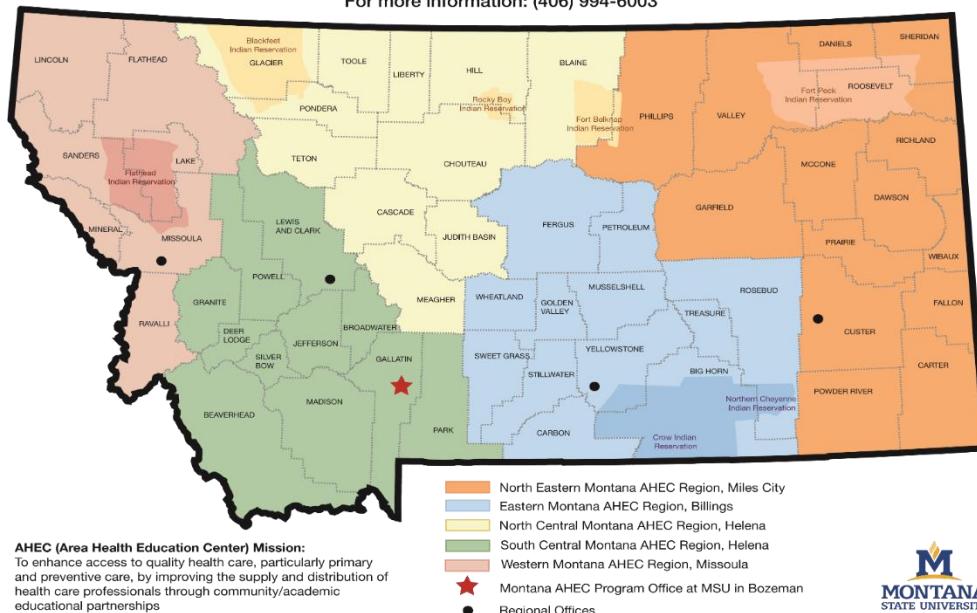 For more information: (406) 994-6003
LINCOLN
FLATHEAD
Blackfeet
Indian Reservation
GLACIER
TOOLE
LIBERTY
HILL
BLAINE
DANIELS
SHERIDAN
PONDERA
Rocky Boy
Indian Reservation
Fort Belknap
Indian Reservation
PHILLIPS
VALLEY
Fort Peck
Indian Reservation
ROOSEVELT
SANDERS
LAKE
Flathead
Indian Reservation
TETON
CHOUTEAU
MCCONE
RICHLAND
MINERAL
MISSOULA
LEWIS
AND CLARK
CASCADE
JUDITH BASIN
FERGUS
PETROLEUM
GARFIELD
DAWSON
PRAIRIE
WIBAUX
POWELL
MEAGHER
WHEATLAND
GOLDEN
VALLEY
MUSSELSHELL
TREASURE
ROSEBUD
FALLON
RAVALLI
GRANITE
DEER
LODGE
SILVER
BOW
JEFFERSON
BROADWATER
GALLATIN
SWEET GRASS
STILLWATER
YELLOWSTONE
BIG HORN
CUSTER
CARTER
BEAVERHEAD
MADISON
PARK
CARBON
Crow Indian
Reservation
Northern Cheyenne
Indian Reservation
POWDER RIVER
North Eastern Montana AHEC Region, Miles City
Eastern Montana AHEC Region, Billings
North Central Montana AHEC Region, Helena
South Central Montana AHEC Region, Helena
Western Montana AHEC Region, Missoula
Montana AHEC Program Office at MSU in Bozeman
Regional Offices
AHEC (Area Health Education Center) Mission:
To enhance access to quality health care, particularly primary
and preventive care, by improving the supply and distribution of
health care professionals through community/academic
educational partnerships
M
MONTANA
STATE UNIVERSITY